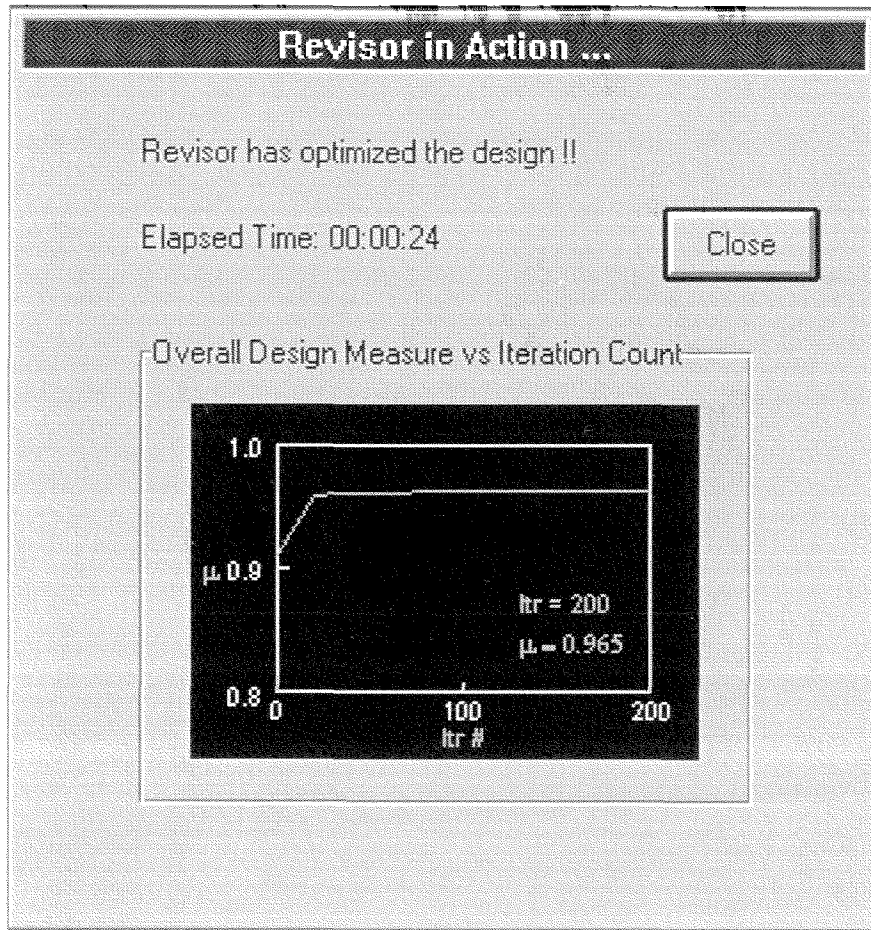 Revisor in Action ...
Revisor has optimized the design !!
Elapsed Time: 00:00:24
Close
Overall Design Measure vs Iteration Count
1.0
μ 0.9
Itr = 200
μ = 0.965
0.8
0 100 200
Itr #